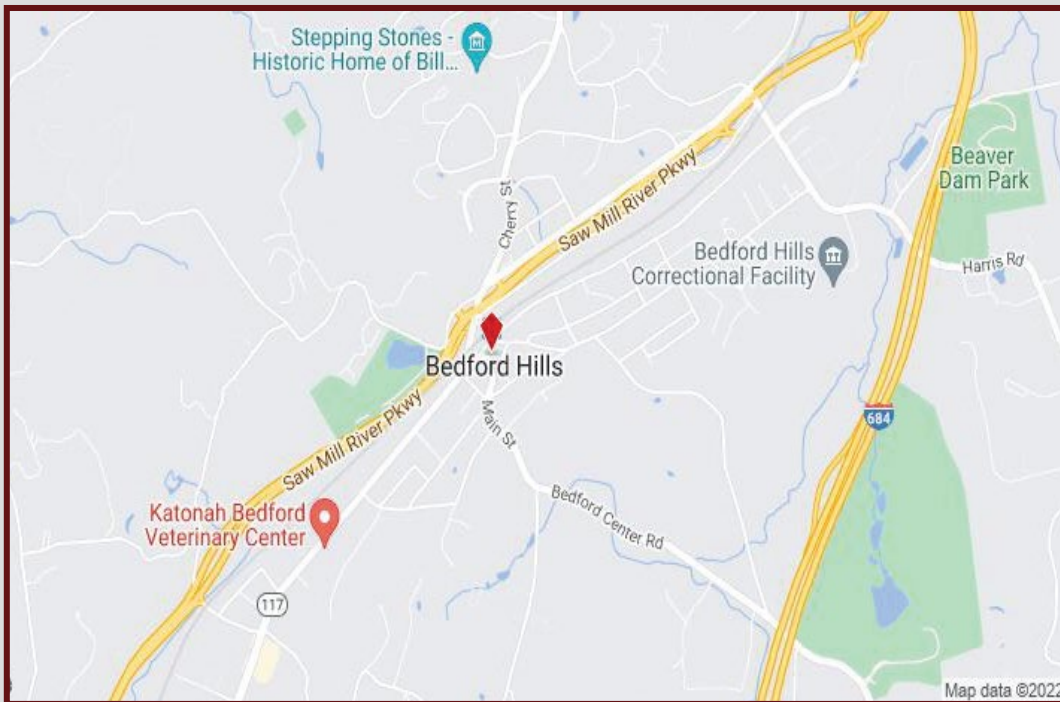 Stepping Stones -
Historic Home of Bill...
Beaver
Dam Park
Saw Mill River Pkwy
Cherry St
Bedford Hills
Correctional Facility
Harris Rd
Bedford Hills
684
Main St
Saw Mill River Pkwy
Katonah Bedford
Veterinary Center
Bedford Center Rd
117
Map data ©2022